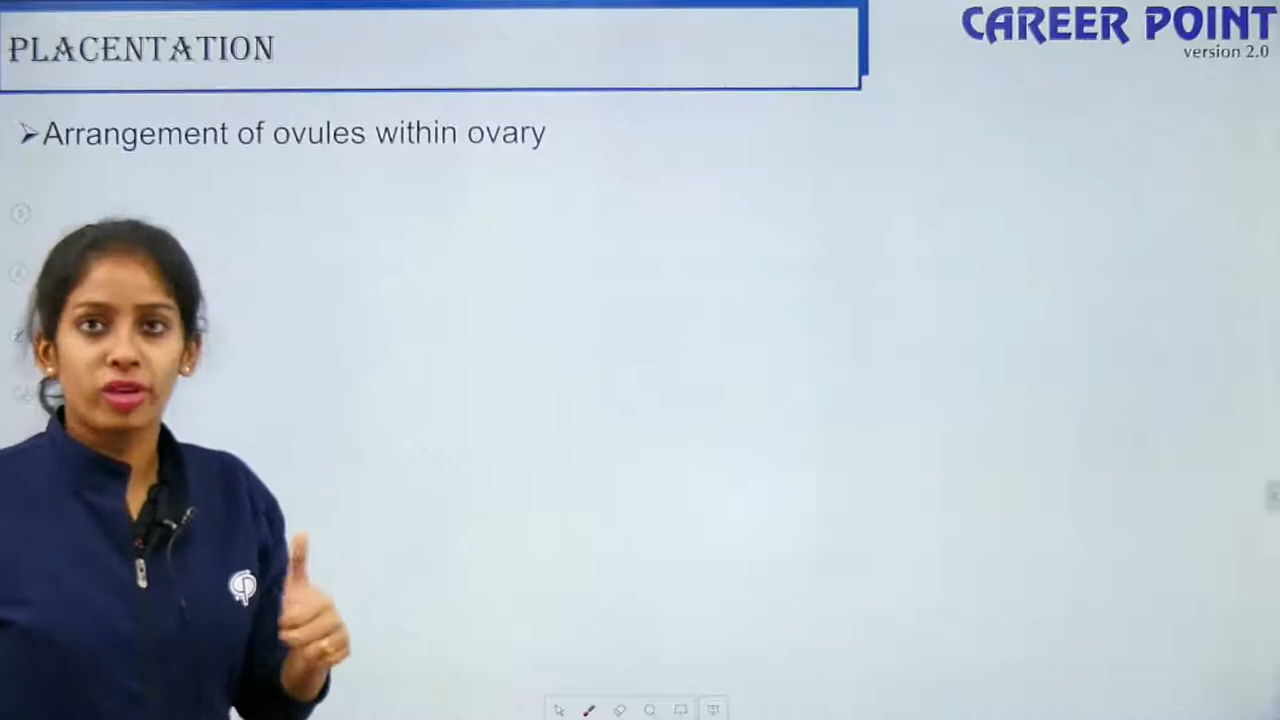 PLACENTATION
CAREER POINT
version 2.0
➢Arrangement of ovules within ovary